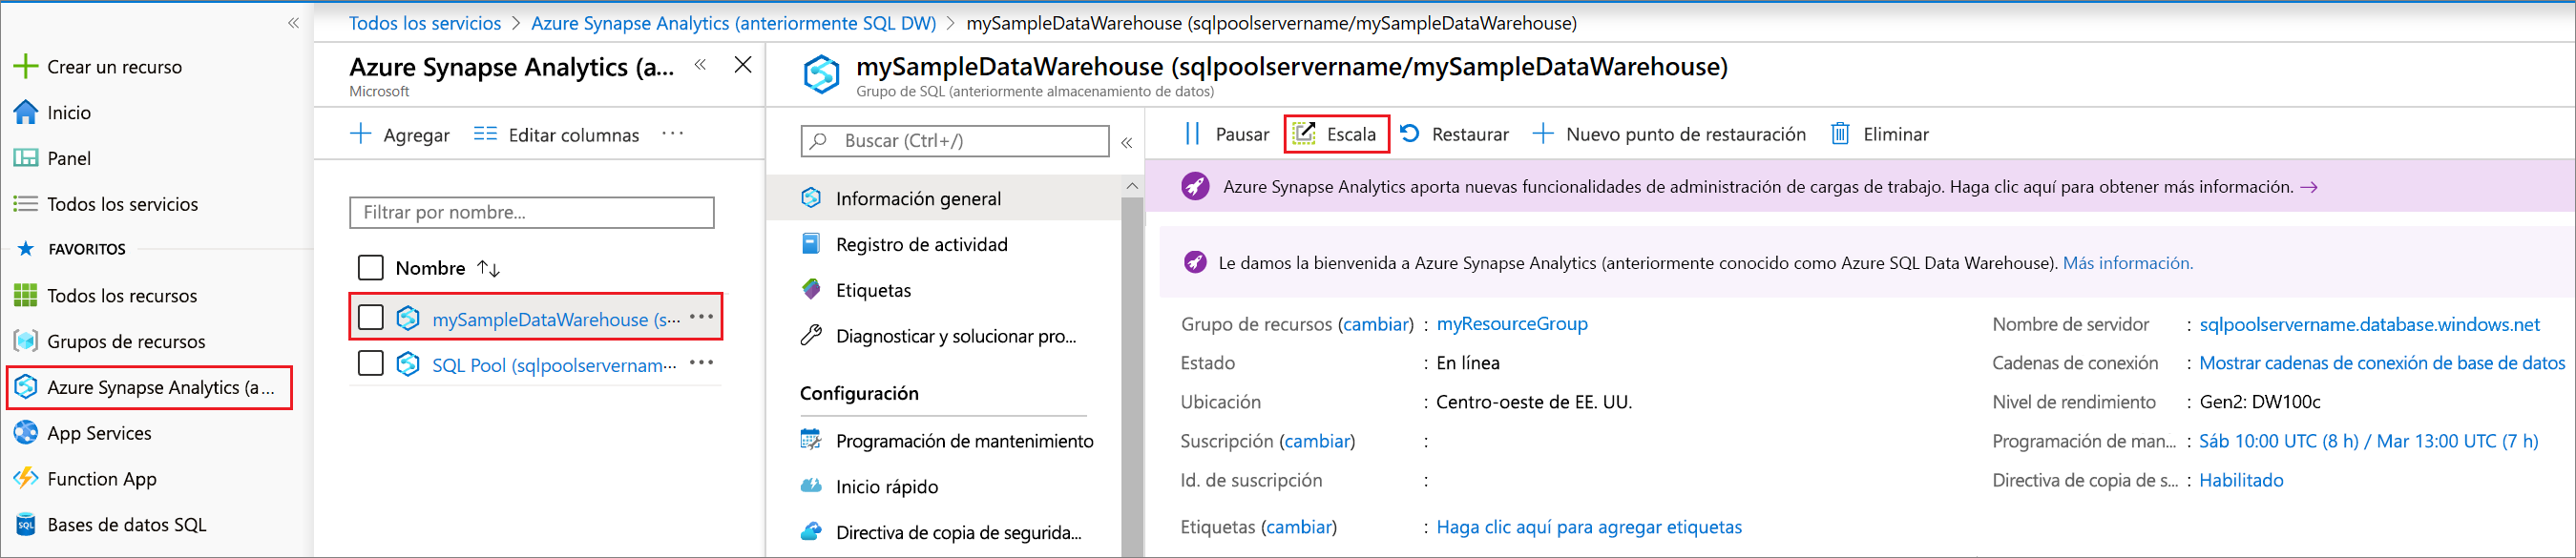 Todos los servicios > Azure Synapse Analytics (anteriormente SQL DW) > mySampleDataWarehouse (sqlpoolservername/mySampleDataWarehouse)
Crear un recurso
Inicio
Panel
Todos los servicios
FAVORITOS
Todos los recursos
Grupos de recursos
Azure Synapse Analytics (a...
App Services
Function App
Bases de datos SQL
Azure Synapse Analytics (a...
Microsoft
Agregar Editar columnas
Filtrar por nombre...
Nombre
mySampleDataWarehouse (s...
SQL Pool (sqlpoolservernam...
mySampleDataWarehouse (sqlpoolservername/mySampleDataWarehouse)
Grupo de SQL (anteriormente almacenamiento de datos)
Buscar (Ctrl+/)
Información general
Registro de actividad
Etiquetas
Diagnosticar y solucionar pro...
Configuración
Programación de mantenimiento
Inicio rápido
Directiva de copia de segurida...
Pausar Escala Restaurar Nuevo punto de restauración Eliminar
Azure Synapse Analytics aporta nuevas funcionalidades de administración de cargas de trabajo. Haga clic aquí para obtener más información. →
Le damos la bienvenida a Azure Synapse Analytics (anteriormente conocido como Azure SQL Data Warehouse). Más información.
Grupo de recursos (cambiar) : myResourceGroup
Estado : En línea
Ubicación : Centro-oeste de EE. UU.
Suscripción (cambiar) :
Id. de suscripción :
Etiquetas (cambiar) : Haga clic aquí para agregar etiquetas
Nombre de servidor : sqlpoolservername.database.windows.net
Cadenas de conexión : Mostrar cadenas de conexión de base de datos
Nivel de rendimiento : Gen2: DW100c
Programación de man... : Sáb 10:00 UTC (8 h) / Mar 13:00 UTC (7 h)
Directiva de copia de s... : Habilitado